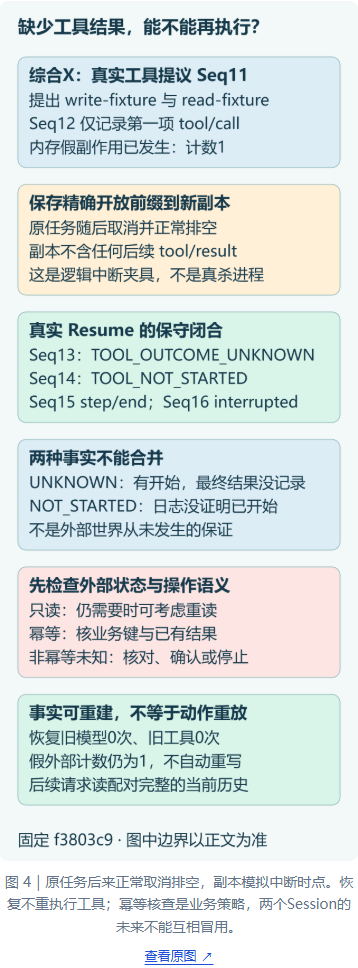 缺少工具结果，能不能再执行？
综合X：真实工具提议 Seq11
提出 write-fixture 与 read-fixture
Seq12 仅记录第一项 tool/call
内存假副作用已发生：计数1
保存精确开放前缀到新副本
原任务随后取消并正常排空
副本不含任何后续 tool/result
这是逻辑中断夹具，不是真杀进程
真实 Resume 的保守闭合
Seq13：TOOL_OUTCOME_UNKNOWN
Seq14：TOOL_NOT_STARTED
Seq15 step/end；Seq16 interrupted
两种事实不能合并
UNKNOWN：有开始，最终结果没记录
NOT_STARTED：日志没证明已开始
不是外部世界从未发生的保证
先检查外部状态与操作语义
只读：仍需要时可考虑重读
幂等：核业务键与已有结果
非幂等未知：核对、确认或停止
事实可重建，不等于动作重放
恢复旧模型0次、旧工具0次
假外部计数仍为1，不自动重写
后续请求读配对完整的当前历史
固定 f3803c9 · 图中边界以正文为准
图 4｜原任务后来正常取消排空，副本模拟中断时点。恢
复不重执行工具；幂等核查是业务策略，两个Session的
未来不能互相冒用。
查看原图 ↗